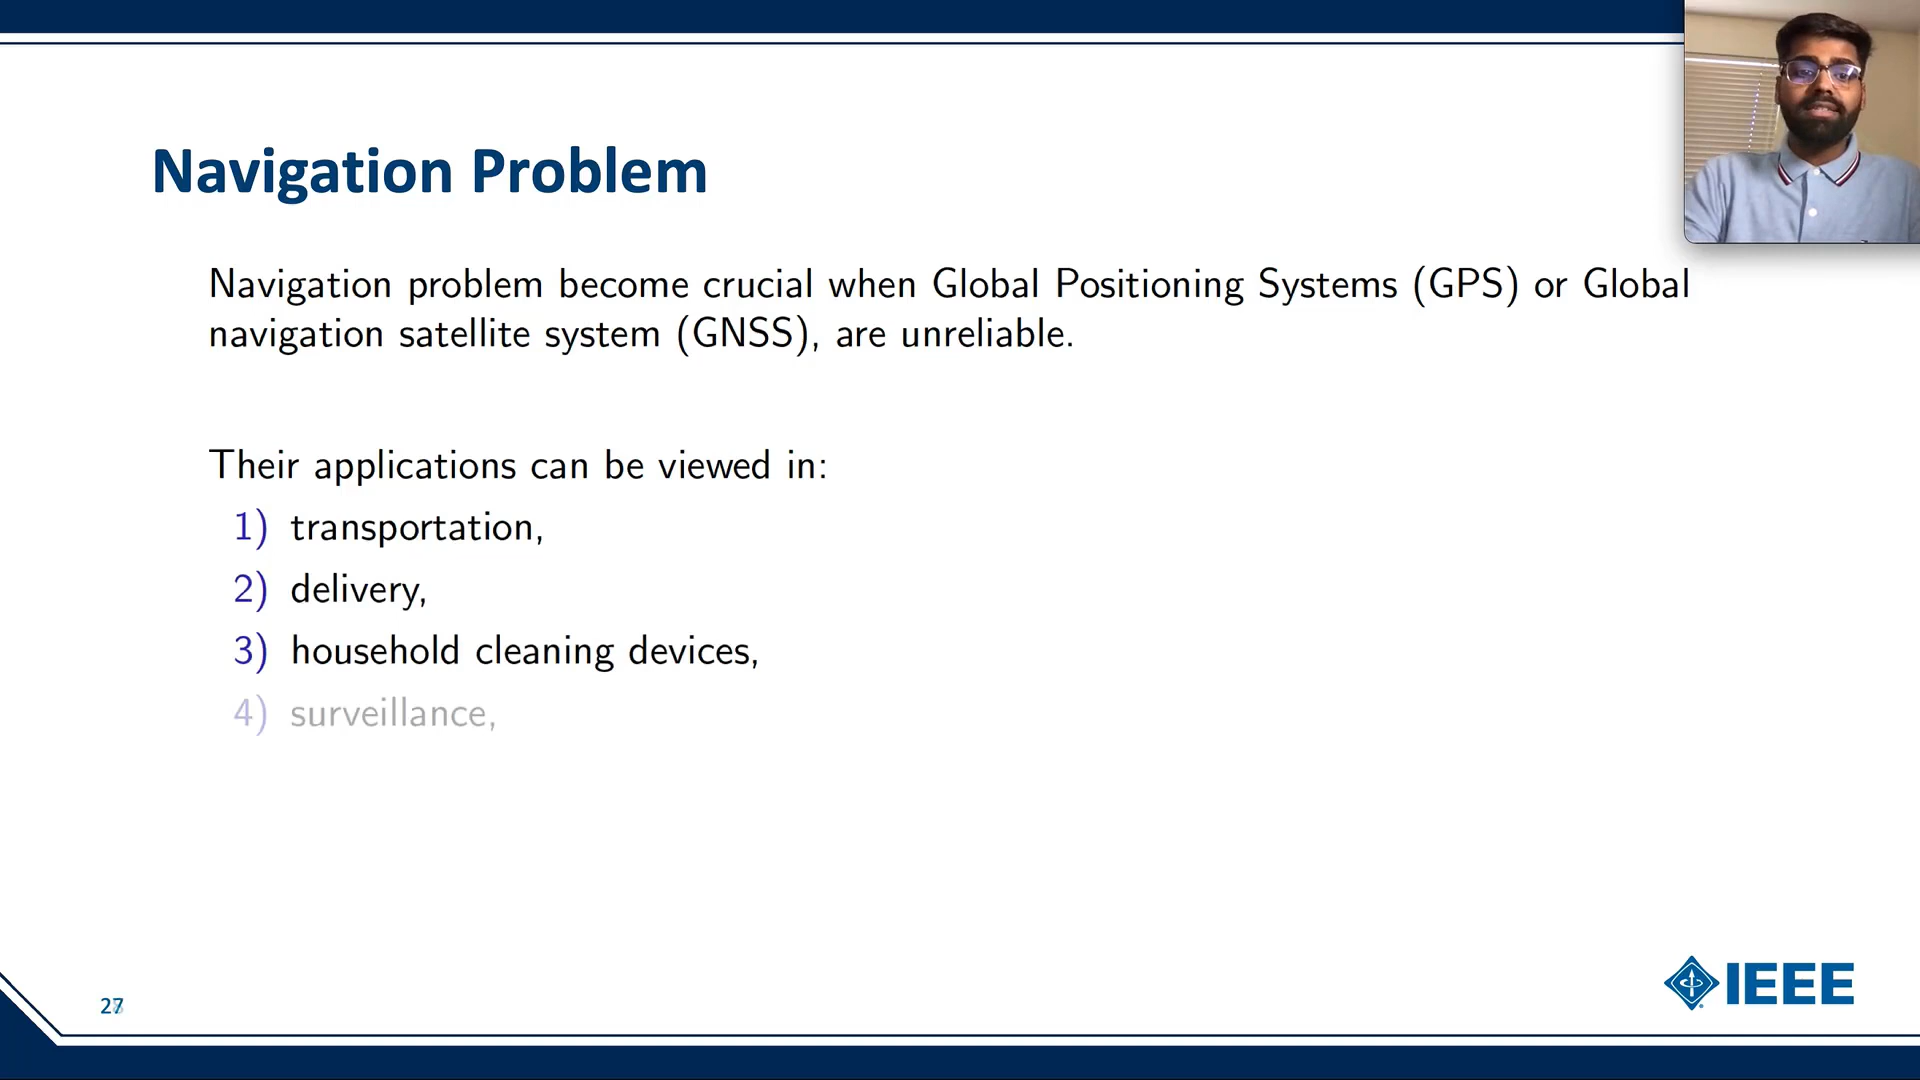 Navigation Problem
Navigation problem become crucial when Global Positioning Systems (GPS) or Global
navigation satellite system (GNSS), are unreliable.
Their applications can be viewed in:
1) transportation,
2) delivery,
3) household cleaning devices,
4) surveillance,
IEEE